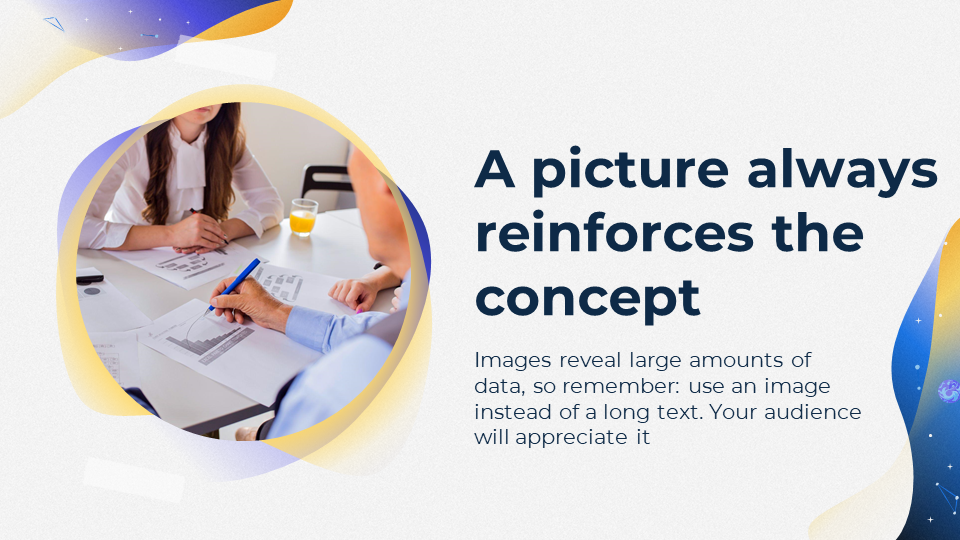 A picture always
reinforces the
concept
Images reveal large amounts of
data, so remember: use an image
instead of a long text. Your audience
will appreciate it